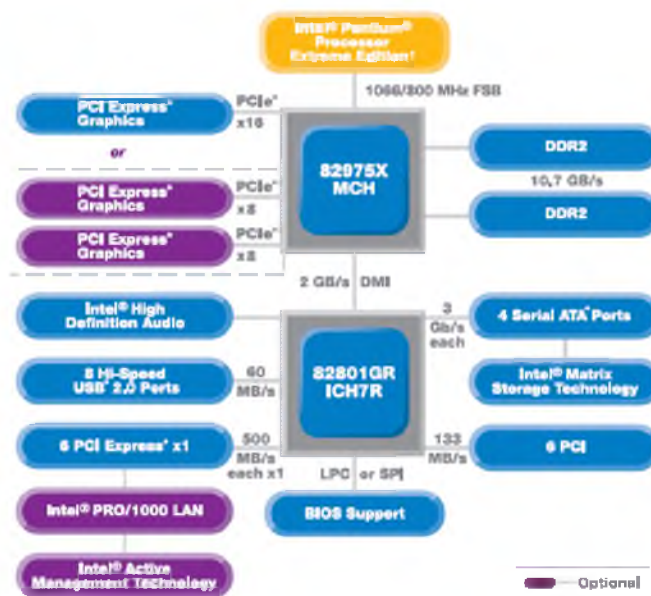 Intel® Pentium®
Processor
Extreme Edition†
1066/800 MHz FSB
PCI Express*
Graphics
PCIe*
x16
or
PCI Express*
Graphics
PCIe*
x8
PCI Express*
Graphics
PCIe*
x8
82975X
MCH
DDR2
10.7 GB/s
DDR2
2 GB/s DMI
Intel® High
Definition Audio
8 Hi-Speed
USB* 2.0 Ports
60
MB/s
6 PCI Express* x1
500
MB/s
each x1
82801GR
ICH7R
3
Gb/s
each
4 Serial ATA* Ports
Intel® Matrix
Storage Technology
133
MB/s
6 PCI
LPC or SPI
BIOS Support
Intel® PRO/1000 LAN
Intel® Active
Management Technology
Optional